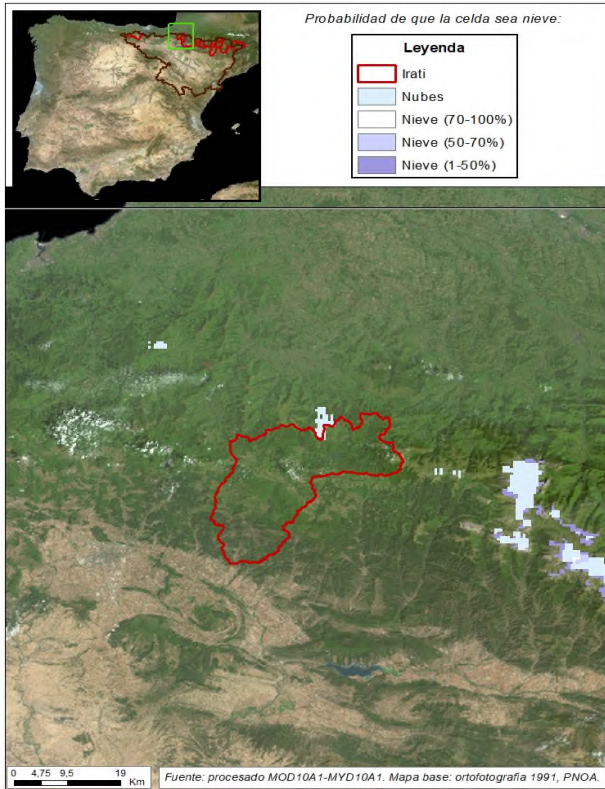 Probabilidad de que la celda sea nieve:
Leyenda
Irati
Nubes
Nieve (70-100%)
Nieve (50-70%)
Nieve (1-50%)
0 4,75 9,5 19
Km
Fuente: procesado MOD10A1-MYD10A1. Mapa base: ortofotografía 1991, PNOA.